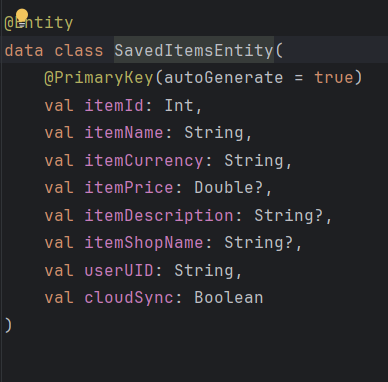 @Entity
data class SavedItemsEntity(
    @PrimaryKey(autoGenerate = true)
    val itemId: Int,
    val itemName: String,
    val itemCurrency: String,
    val itemPrice: Double?,
    val itemDescription: String?,
    val itemShopName: String?,
    val userUID: String,
    val cloudSync: Boolean
)